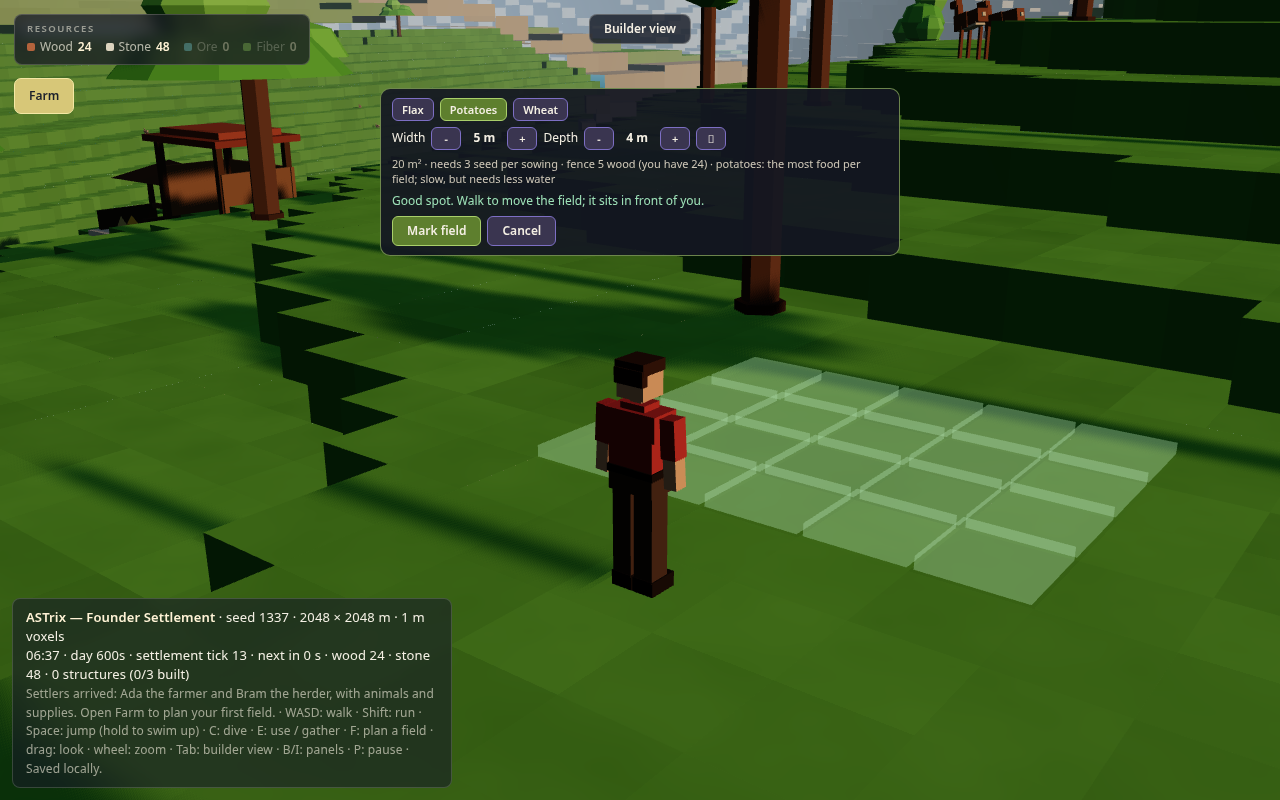 RESOURCES
Wood 24 Stone 48 Ore 0 Fiber 0
Builder view
Farm
Flax Potatoes Wheat
Width - 5 m + Depth - 4 m +
20 m² · needs 3 seed per sowing · fence 5 wood (you have 24) · potatoes: the most food per
field; slow, but needs less water
Good spot. Walk to move the field; it sits in front of you.
Mark field Cancel
ASTrix — Founder Settlement · seed 1337 · 2048 × 2048 m · 1 m
voxels
06:37 · day 600s · settlement tick 13 · next in 0 s · wood 24 · stone
48 · 0 structures (0/3 built)
Settlers arrived: Ada the farmer and Bram the herder, with animals and
supplies. Open Farm to plan your first field. · WASD: walk · Shift: run ·
Space: jump (hold to swim up) · C: dive · E: use / gather · F: plan a field ·
drag: look · wheel: zoom · Tab: builder view · B/I: panels · P: pause ·
Saved locally.